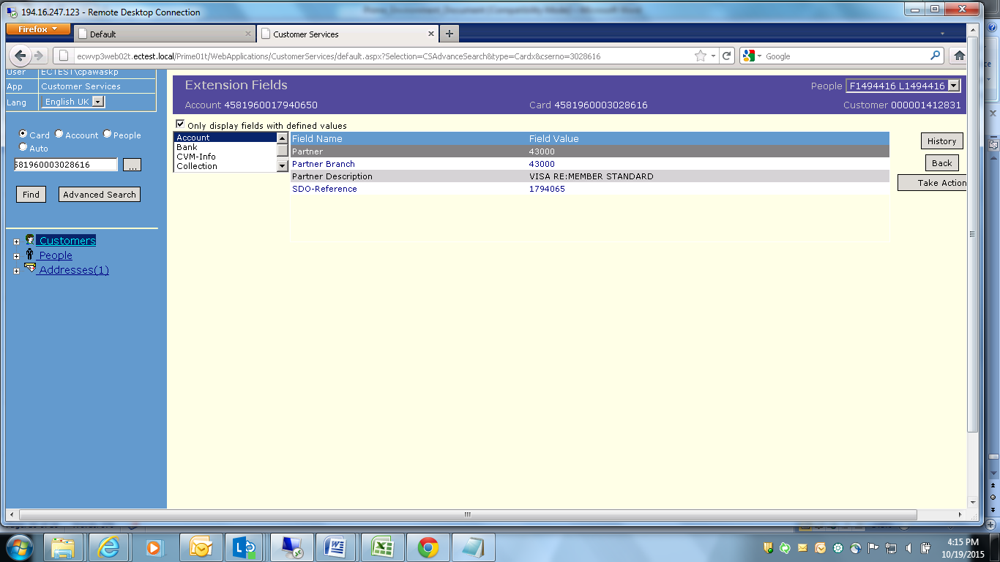 194.16.247.123 - Remote Desktop Connection
Firefox
Default
Customer Services
ecwvp3web02t.ectest.local/Prime01t/WebApplications/CustomerServices/default.aspx?Selection=CSAdvanceSearch&type=Cardx&cserno=3028616
Google
User ECTEST\cpawaskp
App Customer Services
Lang English UK
Card Account People
Auto
581960003028616 ...
Find Advanced Search
Customers
People
Addresses(1)
Extension Fields
People F1494416 L1494416
Account 4581960017940650 Card 4581960003028616 Customer 000001412831
Only display fields with defined values
Account
Bank
CVM-Info
Collection
Field Name Field Value
Partner 43000
Partner Branch 43000
Partner Description VISA RE:MEMBER STANDARD
SDO-Reference 1794065
History
Back
Take Action
4:15 PM
10/19/2015